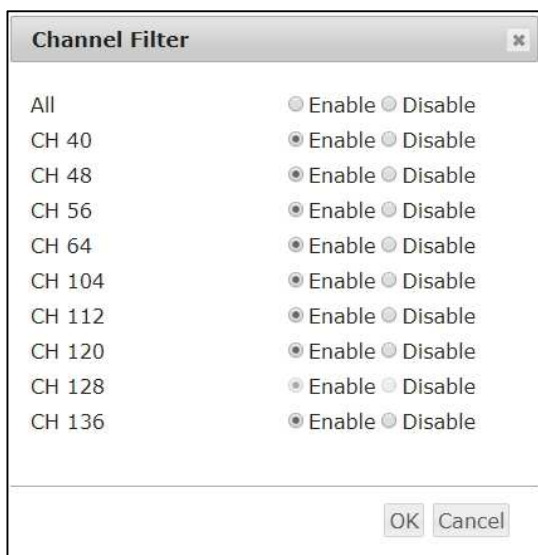 Channel Filter
All Enable Disable
CH 40 Enable Disable
CH 48 Enable Disable
CH 56 Enable Disable
CH 64 Enable Disable
CH 104 Enable Disable
CH 112 Enable Disable
CH 120 Enable Disable
CH 128 Enable Disable
CH 136 Enable Disable
OK Cancel